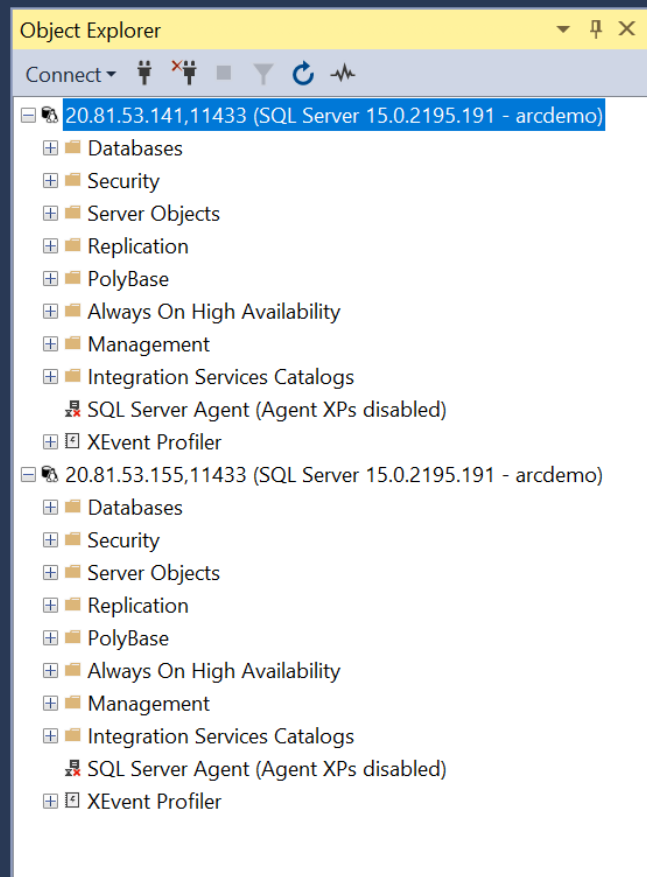 Object Explorer
Connect
20.81.53.141,11433 (SQL Server 15.0.2195.191 - arcdemo)
Databases
Security
Server Objects
Replication
PolyBase
Always On High Availability
Management
Integration Services Catalogs
SQL Server Agent (Agent XPs disabled)
XEvent Profiler
20.81.53.155,11433 (SQL Server 15.0.2195.191 - arcdemo)
Databases
Security
Server Objects
Replication
PolyBase
Always On High Availability
Management
Integration Services Catalogs
SQL Server Agent (Agent XPs disabled)
XEvent Profiler